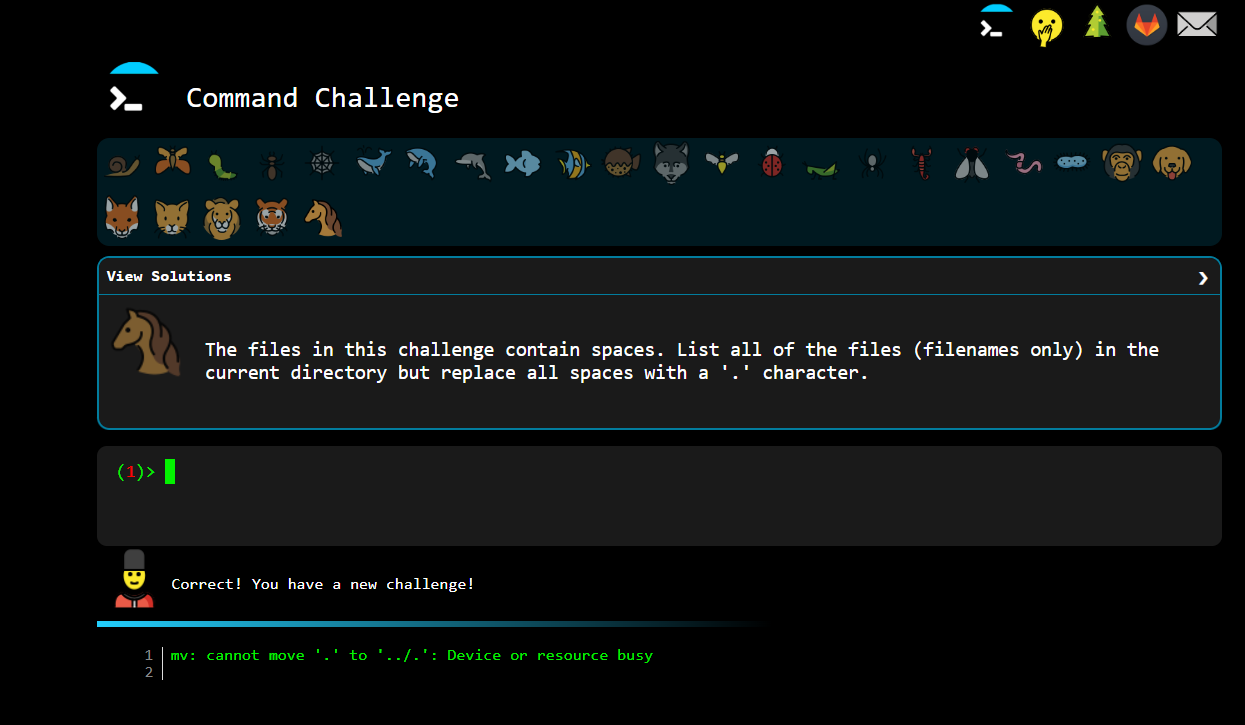 Command Challenge
View Solutions
The files in this challenge contain spaces. List all of the files (filenames only) in the
current directory but replace all spaces with a '.' character.
(1)>
Correct! You have a new challenge!
1 mv: cannot move '.' to '../.': Device or resource busy
2